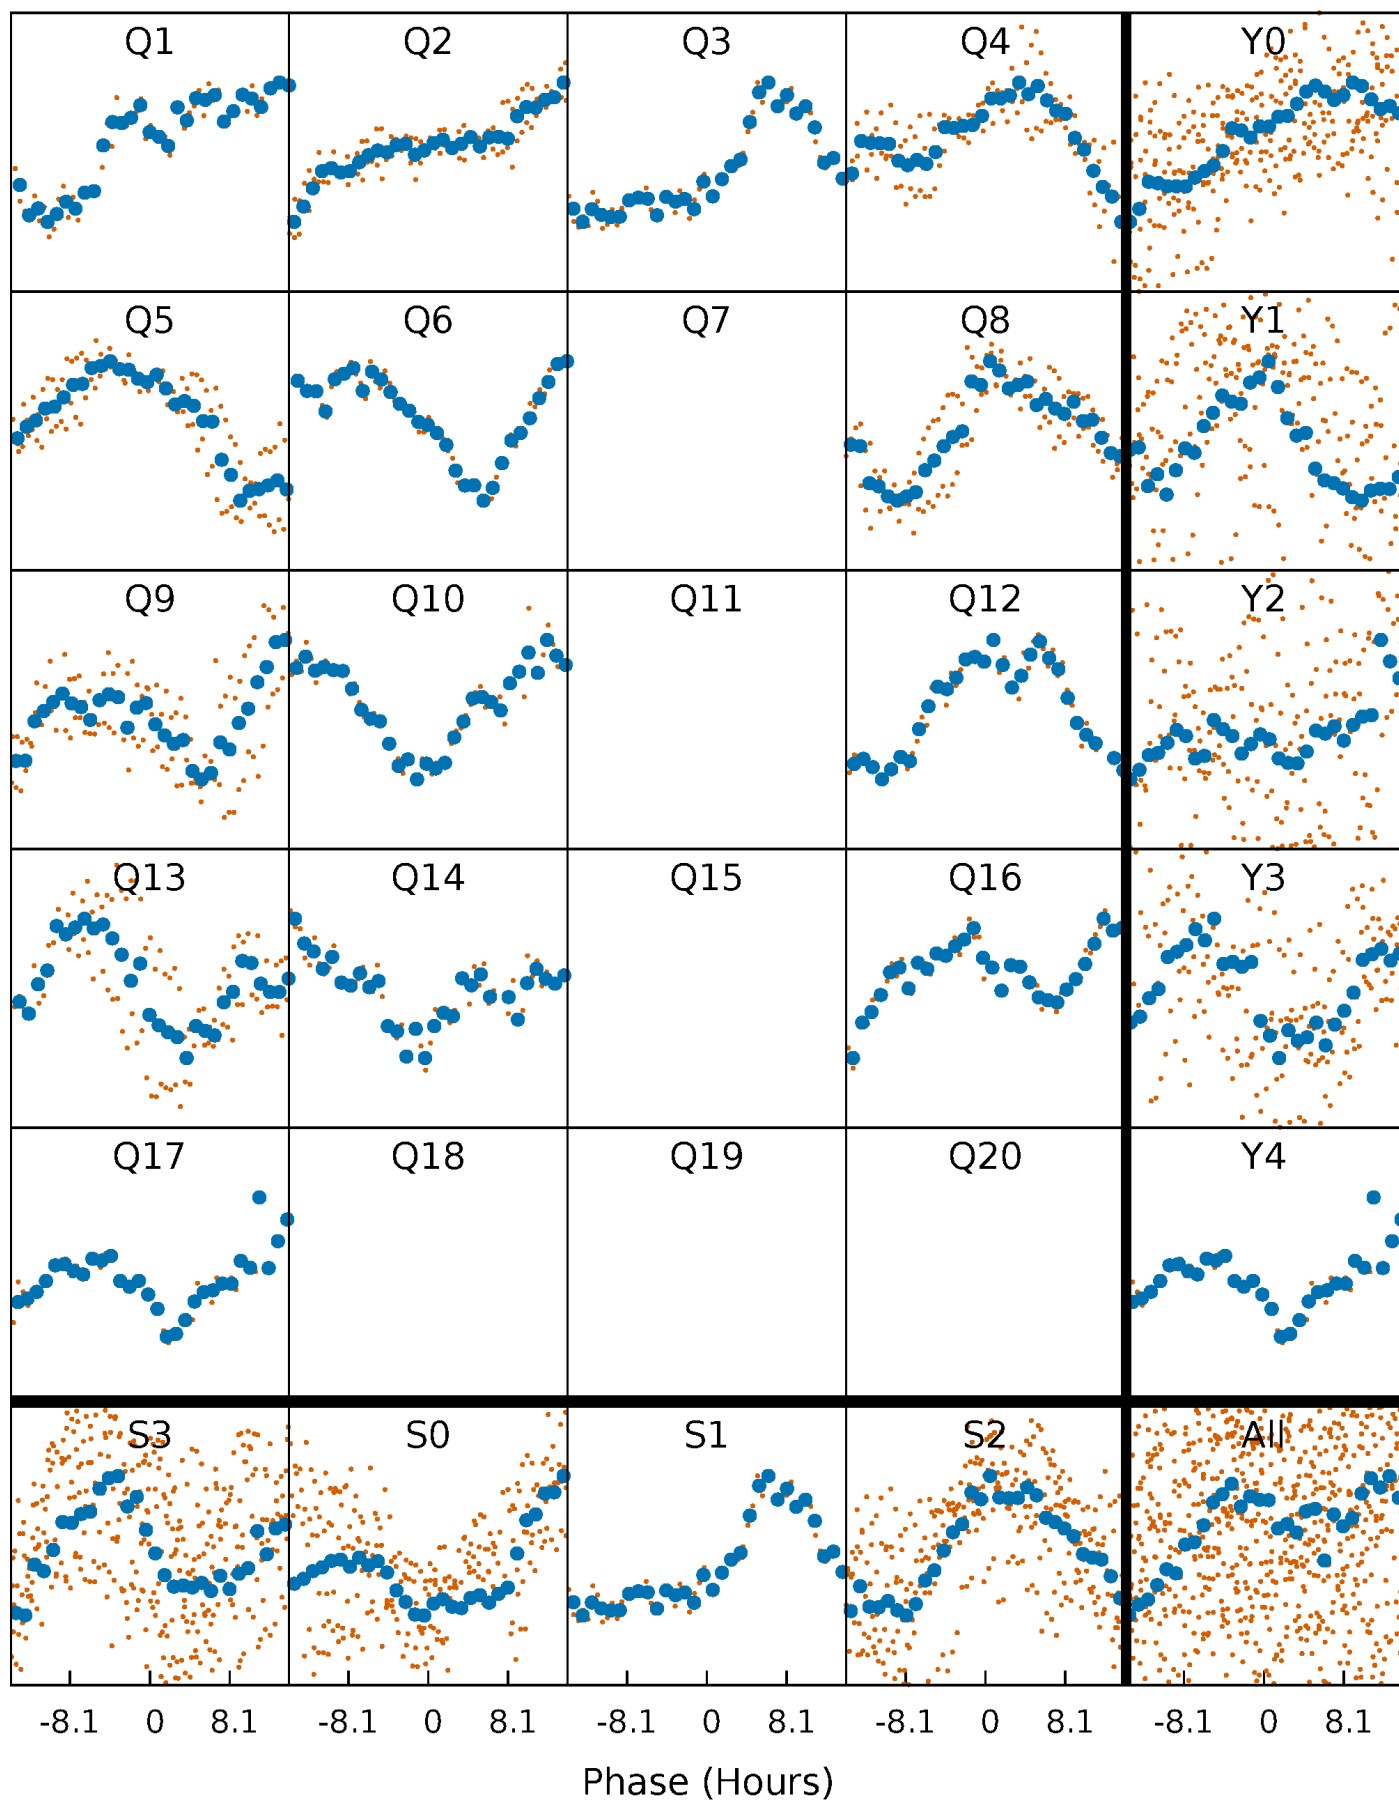 Q1 Q2 Q3 Q4 Y0
Q5 Q6 Q7 Q8 Y1
Q9 Q10 Q11 Q12 Y2
Q13 Q14 Q15 Q16 Y3
Q17 Q18 Q19 Q20 Y4
S3 S0 S1 S2 All
-8.1 0 8.1 -8.1 0 8.1 -8.1 0 8.1 -8.1 0 8.1 -8.1 0 8.1
Phase (Hours)